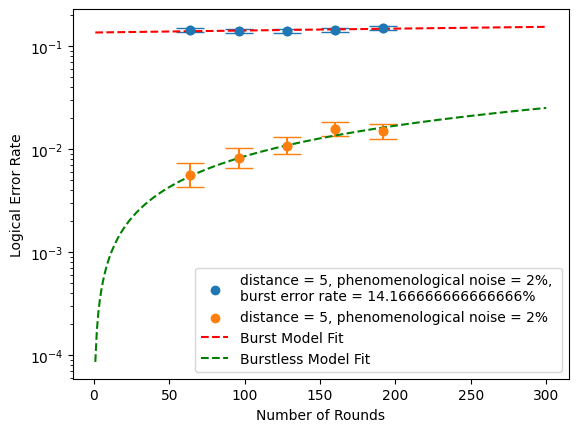 10⁻¹
10⁻²
10⁻³
10⁻⁴
Logical Error Rate
distance = 5, phenomenological noise = 2%,
burst error rate = 14.166666666666666%
distance = 5, phenomenological noise = 2%
Burst Model Fit
Burstless Model Fit
0 50 100 150 200 250 300
Number of Rounds